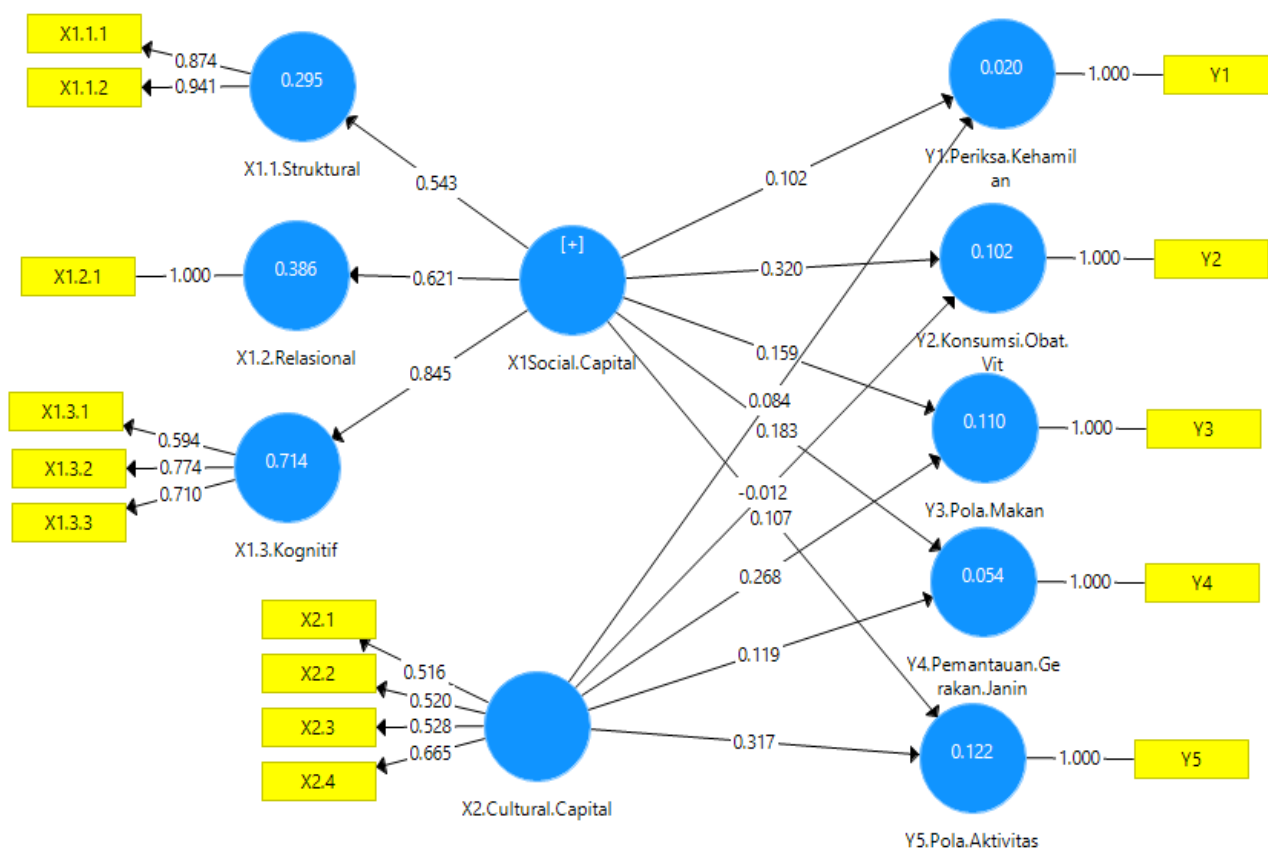 X1.1.1
0.874
X1.1.2
0.941
0.295
X1.1.Struktural
0.543
X1.2.1
1.000
0.386
X1.2.Relasional
0.621
X1.3.1
0.594
X1.3.2
0.774
X1.3.3
0.710
0.714
X1.3.Kognitif
0.845
[+]
X1Social.Capital
X2.1
0.516
X2.2
0.520
X2.3
0.528
X2.4
0.665
X2.Cultural.Capital
0.102
0.320
0.159
0.084
0.183
-0.012
0.107
0.268
0.119
0.317
0.020
1.000
Y1
Y1.Periksa.Kehamil
an
0.102
1.000
Y2
Y2.Konsumsi.Obat.
Vit
0.110
1.000
Y3
Y3.Pola.Makan
0.054
1.000
Y4
Y4.Pemantauan.Ge
rakan.Janin
0.122
1.000
Y5
Y5.Pola.Aktivitas